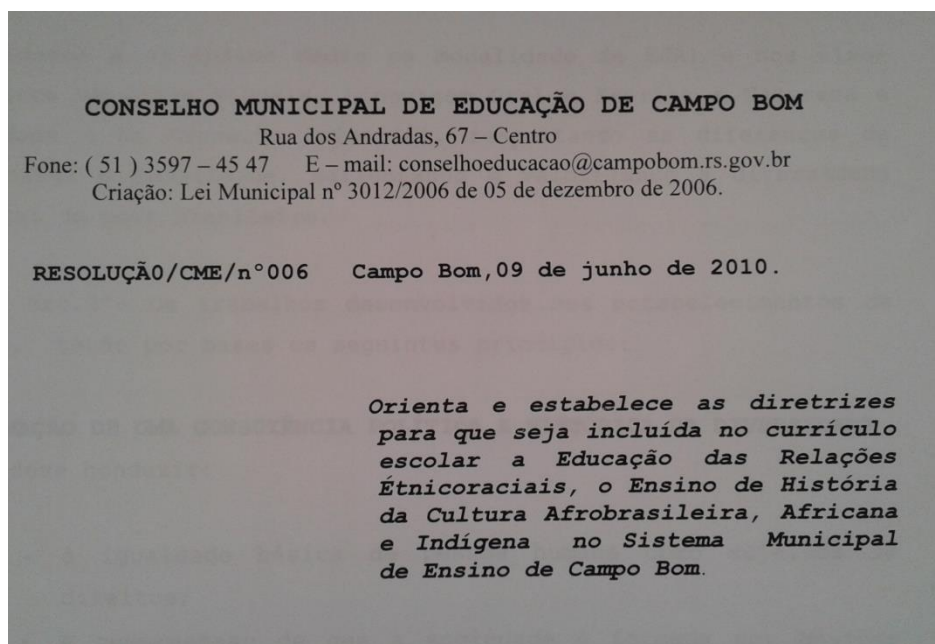 CONSELHO MUNICIPAL DE EDUCAÇÃO DE CAMPO BOM
Rua dos Andradas, 67 – Centro
Fone: ( 51 ) 3597 – 45 47 E – mail: conselhoeducacao@campobom.rs.gov.br
Criação: Lei Municipal nº 3012/2006 de 05 de dezembro de 2006.
RESOLUÇÃ0/CME/n°006 Campo Bom,09 de junho de 2010.
Orienta e estabelece as diretrizes
para que seja incluída no currículo
escolar a Educação das Relações
Étnicoraciais, o Ensino de História
da Cultura Afrobrasileira, Africana
e Indígena no Sistema Municipal
de Ensino de Campo Bom.